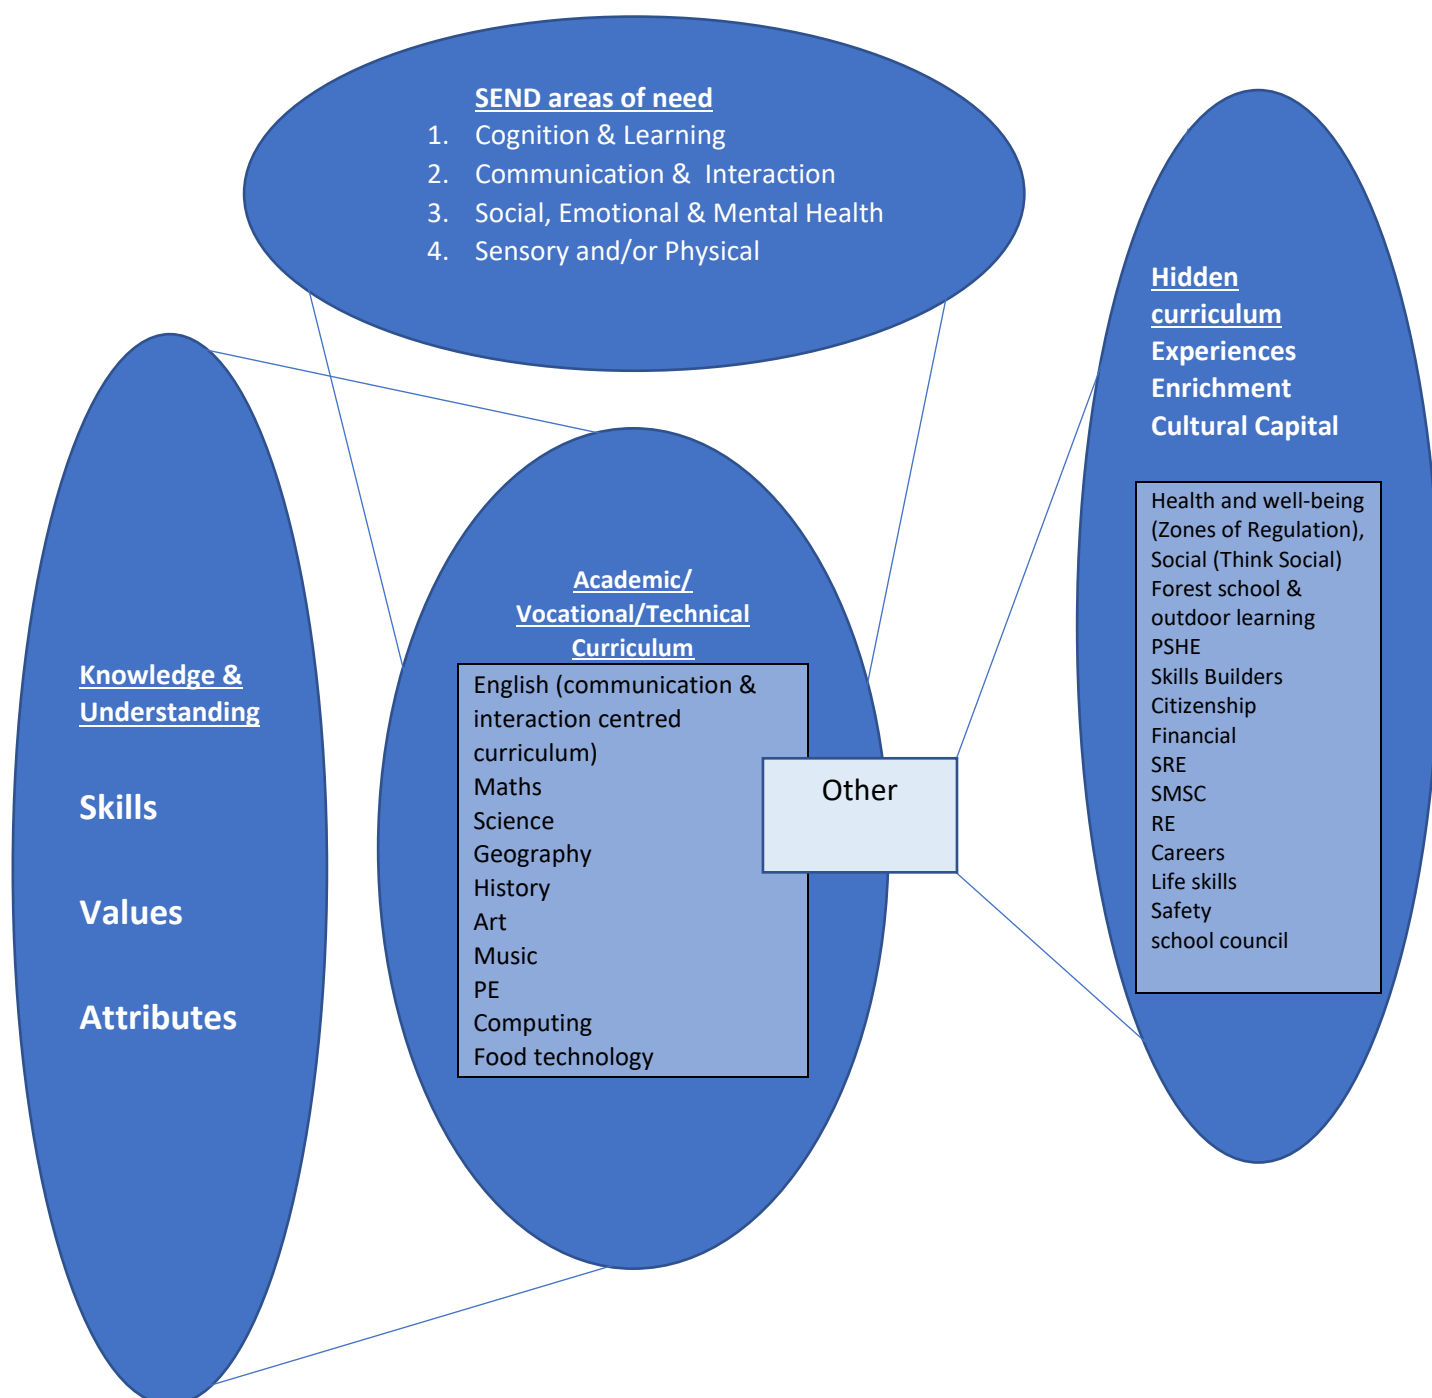 SEND areas of need
1. Cognition & Learning
2. Communication &  Interaction
3. Social, Emotional & Mental Health
4. Sensory and/or Physical
Knowledge &
Understanding
Skills
Values
Attributes
Academic/
Vocational/Technical
Curriculum
English (communication &
interaction centred
curriculum)
Maths
Science
Geography
History
Art
Music
PE
Computing
Food technology
Other
Hidden
curriculum
Experiences
Enrichment
Cultural Capital
Health and well-being
(Zones of Regulation),
Social (Think Social)
Forest school &
outdoor learning
PSHE
Skills Builders
Citizenship
Financial
SRE
SMSC
RE
Careers
Life skills
Safety
school council